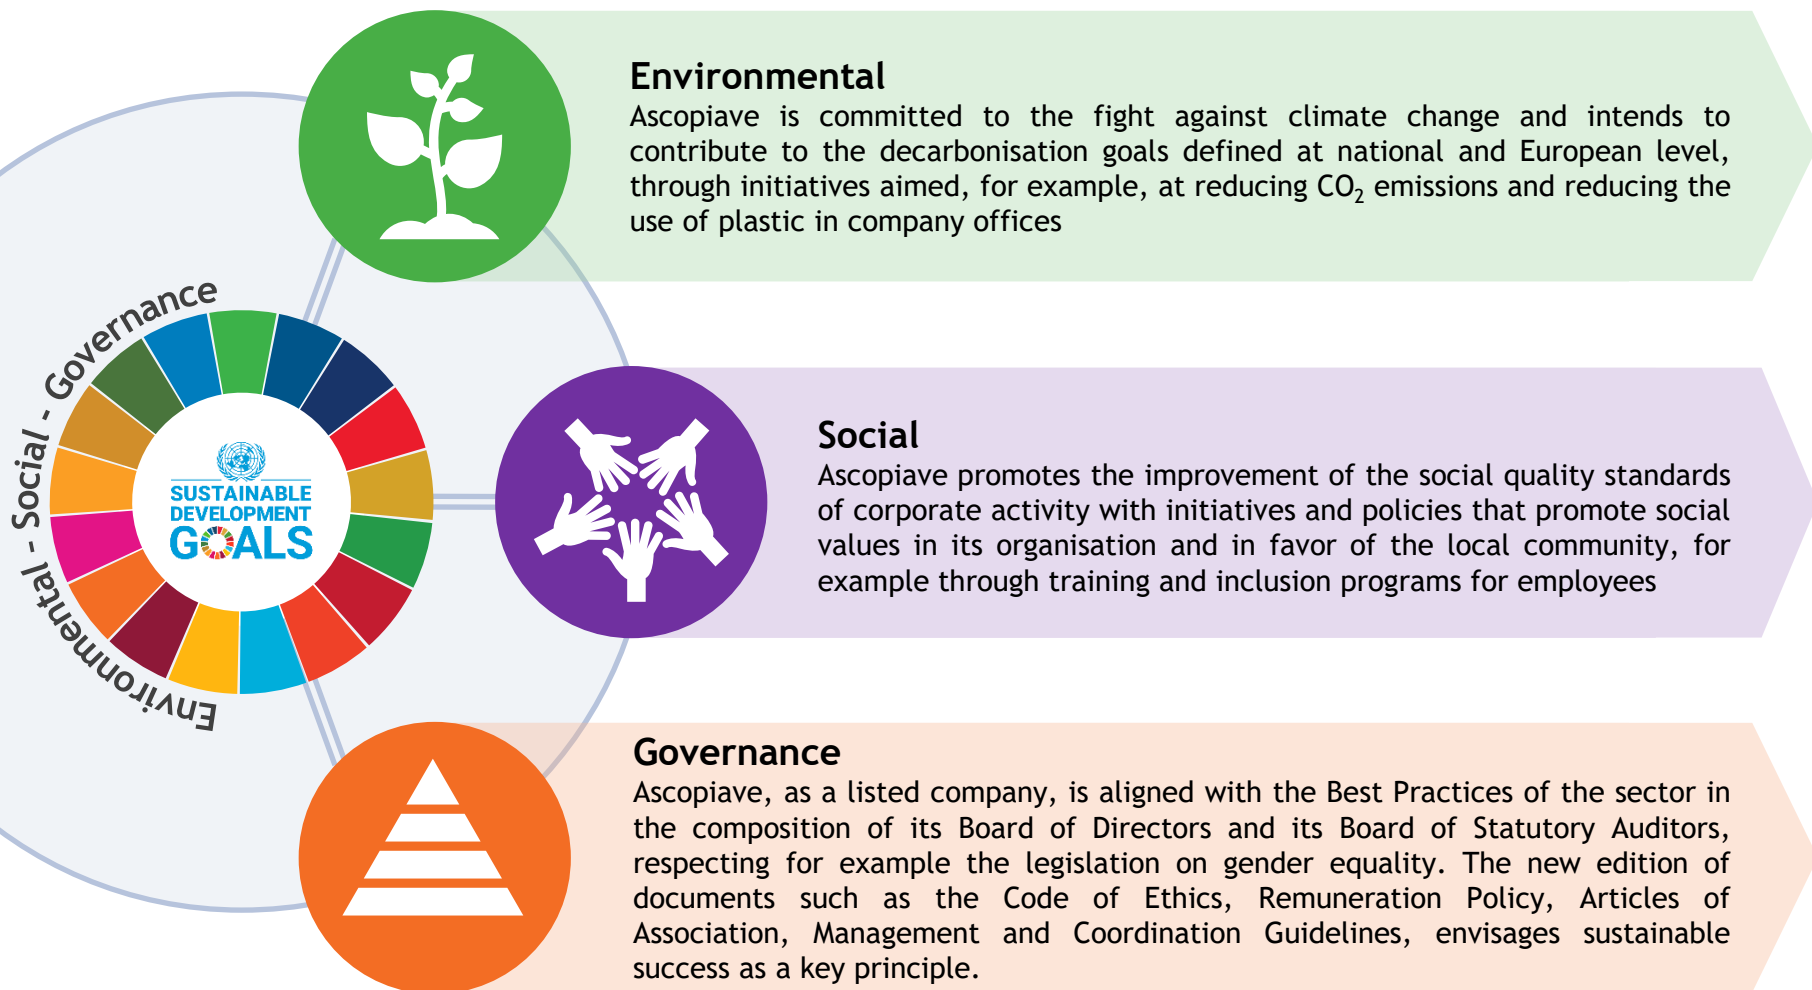 Environmental
Ascopiave is committed to the fight against climate change and intends to
contribute to the decarbonisation goals defined at national and European level,
through initiatives aimed, for example, at reducing CO₂ emissions and reducing the
use of plastic in company offices
Environmental - Social - Governance
SUSTAINABLE
DEVELOPMENT
GOALS
Social
Ascopiave promotes the improvement of the social quality standards
of corporate activity with initiatives and policies that promote social
values in its organisation and in favor of the local community, for
example through training and inclusion programs for employees
Governance
Ascopiave, as a listed company, is aligned with the Best Practices of the sector in
the composition of its Board of Directors and its Board of Statutory Auditors,
respecting for example the legislation on gender equality. The new edition of
documents such as the Code of Ethics, Remuneration Policy, Articles of
Association, Management and Coordination Guidelines, envisages sustainable
success as a key principle.